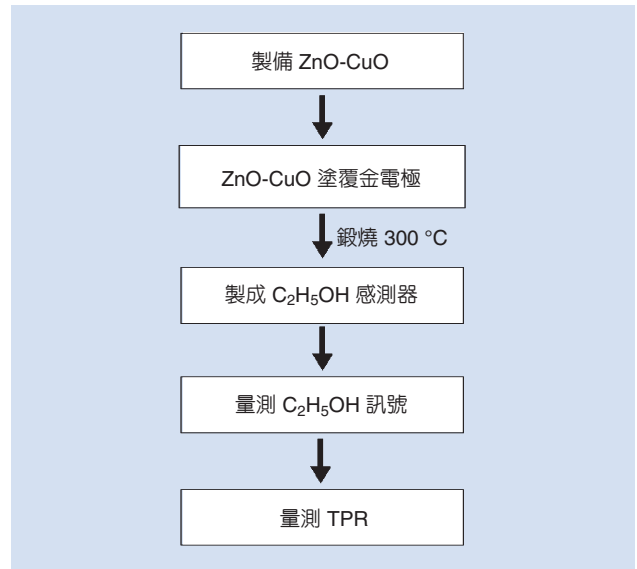 製備 ZnO-CuO
ZnO-CuO 塗覆金電極
鍛燒 300 °C
製成 C₂H₅OH 感測器
量測 C₂H₅OH 訊號
量測 TPR